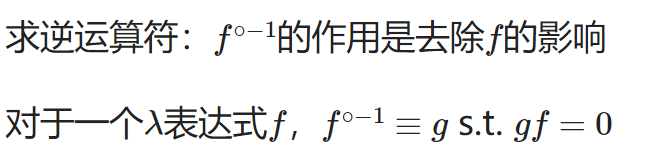 求逆运算符：f^{∘−1}的作用是去除f的影响
对于一个λ表达式f，f^{∘−1} ≡ g s.t. gf = 0